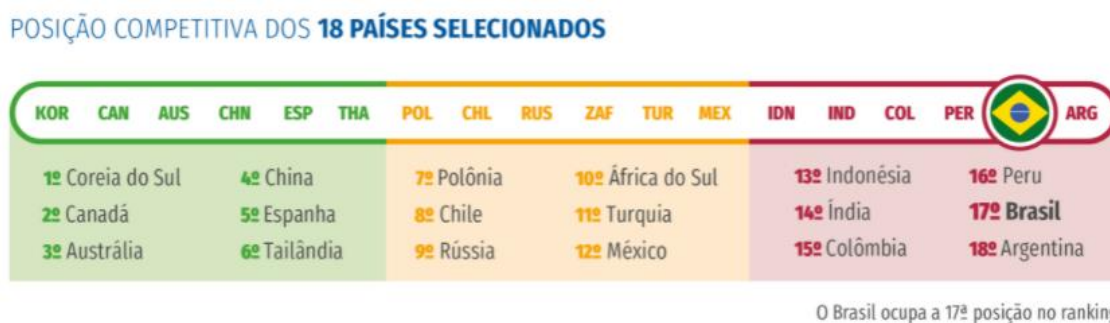 POSIÇÃO COMPETITIVA DOS 18 PAÍSES SELECIONADOS
KOR CAN AUS CHN ESP THA POL CHL RUS ZAF TUR MEX IDN IND COL PER ARG
1º Coreia do Sul
2º Canadá
3º Austrália
4º China
5º Espanha
6º Tailândia
7º Polônia
8º Chile
9º Rússia
10º África do Sul
11º Turquia
12º México
13º Indonésia
14º Índia
15º Colômbia
16º Peru
17º Brasil
18º Argentina
O Brasil ocupa a 17ª posição no ranking